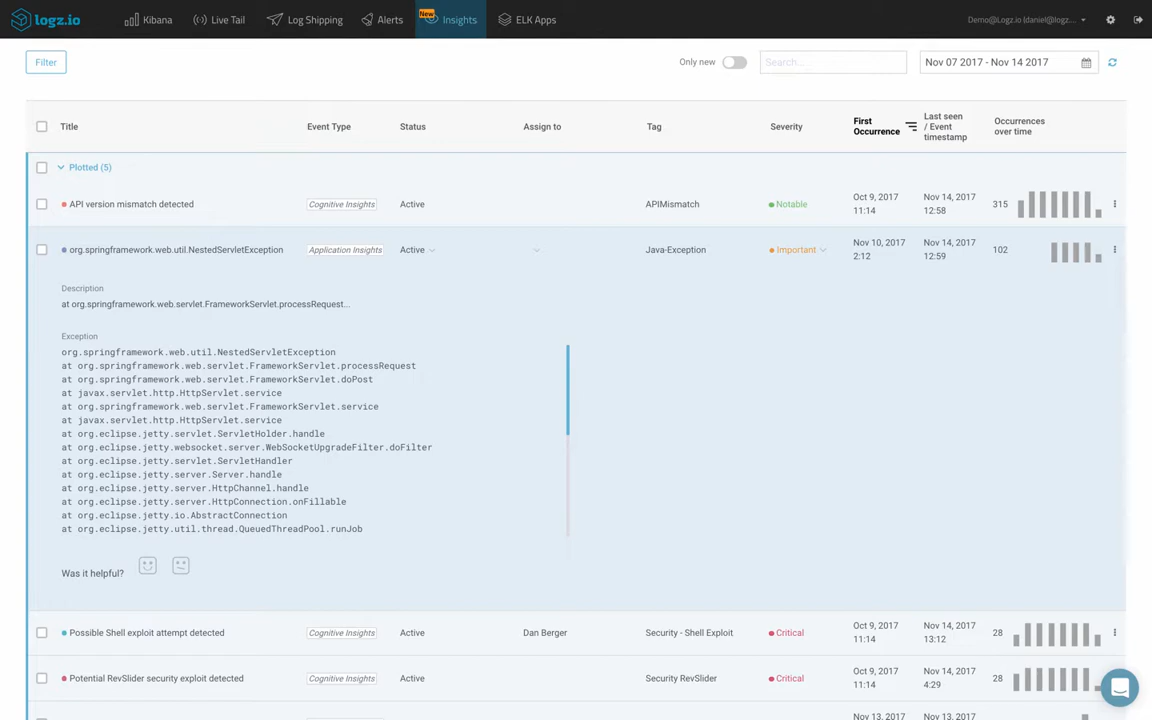 logz.io
Kibana
Live Tail
Log Shipping
Alerts
New
Insights
ELK Apps
Demo@Logz.io (daniel@logz...
Filter
Only new
Search...
Nov 07 2017 - Nov 14 2017
Title
Event Type
Status
Assign to
Tag
Severity
First
Occurrence
Last seen
/ Event
timestamp
Occurrences
over time
Plotted (5)
API version mismatch detected
Cognitive Insights
Active
APIMismatch
Notable
Oct 9, 2017
11:14
Nov 14, 2017
12:58
315
org.springframework.web.util.NestedServletException
Application Insights
Active
Java-Exception
Important
Nov 10, 2017
2:12
Nov 14, 2017
12:59
102
Description
at org.springframework.web.servlet.FrameworkServlet.processRequest...
Exception
org.springframework.web.util.NestedServletException
at org.springframework.web.servlet.FrameworkServlet.processRequest
at org.springframework.web.servlet.FrameworkServlet.doPost
at javax.servlet.http.HttpServlet.service
at org.springframework.web.servlet.FrameworkServlet.service
at javax.servlet.http.HttpServlet.service
at org.eclipse.jetty.servlet.ServletHolder.handle
at org.eclipse.jetty.websocket.server.WebSocketUpgradeFilter.doFilter
at org.eclipse.jetty.servlet.ServletHandler
at org.eclipse.jetty.server.Server.handle
at org.eclipse.jetty.server.HttpChannel.handle
at org.eclipse.jetty.server.HttpConnection.onFillable
at org.eclipse.jetty.io.AbstractConnection
at org.eclipse.jetty.util.thread.QueuedThreadPool.runJob
Was it helpful?
Possible Shell exploit attempt detected
Cognitive Insights
Active
Dan Berger
Security - Shell Exploit
Critical
Oct 9, 2017
11:14
Nov 14, 2017
13:12
28
Potential RevSlider security exploit detected
Cognitive Insights
Active
Security RevSlider
Critical
Oct 9, 2017
11:14
Nov 14, 2017
4:29
28
Nov 13, 2017
Nov 14, 2017